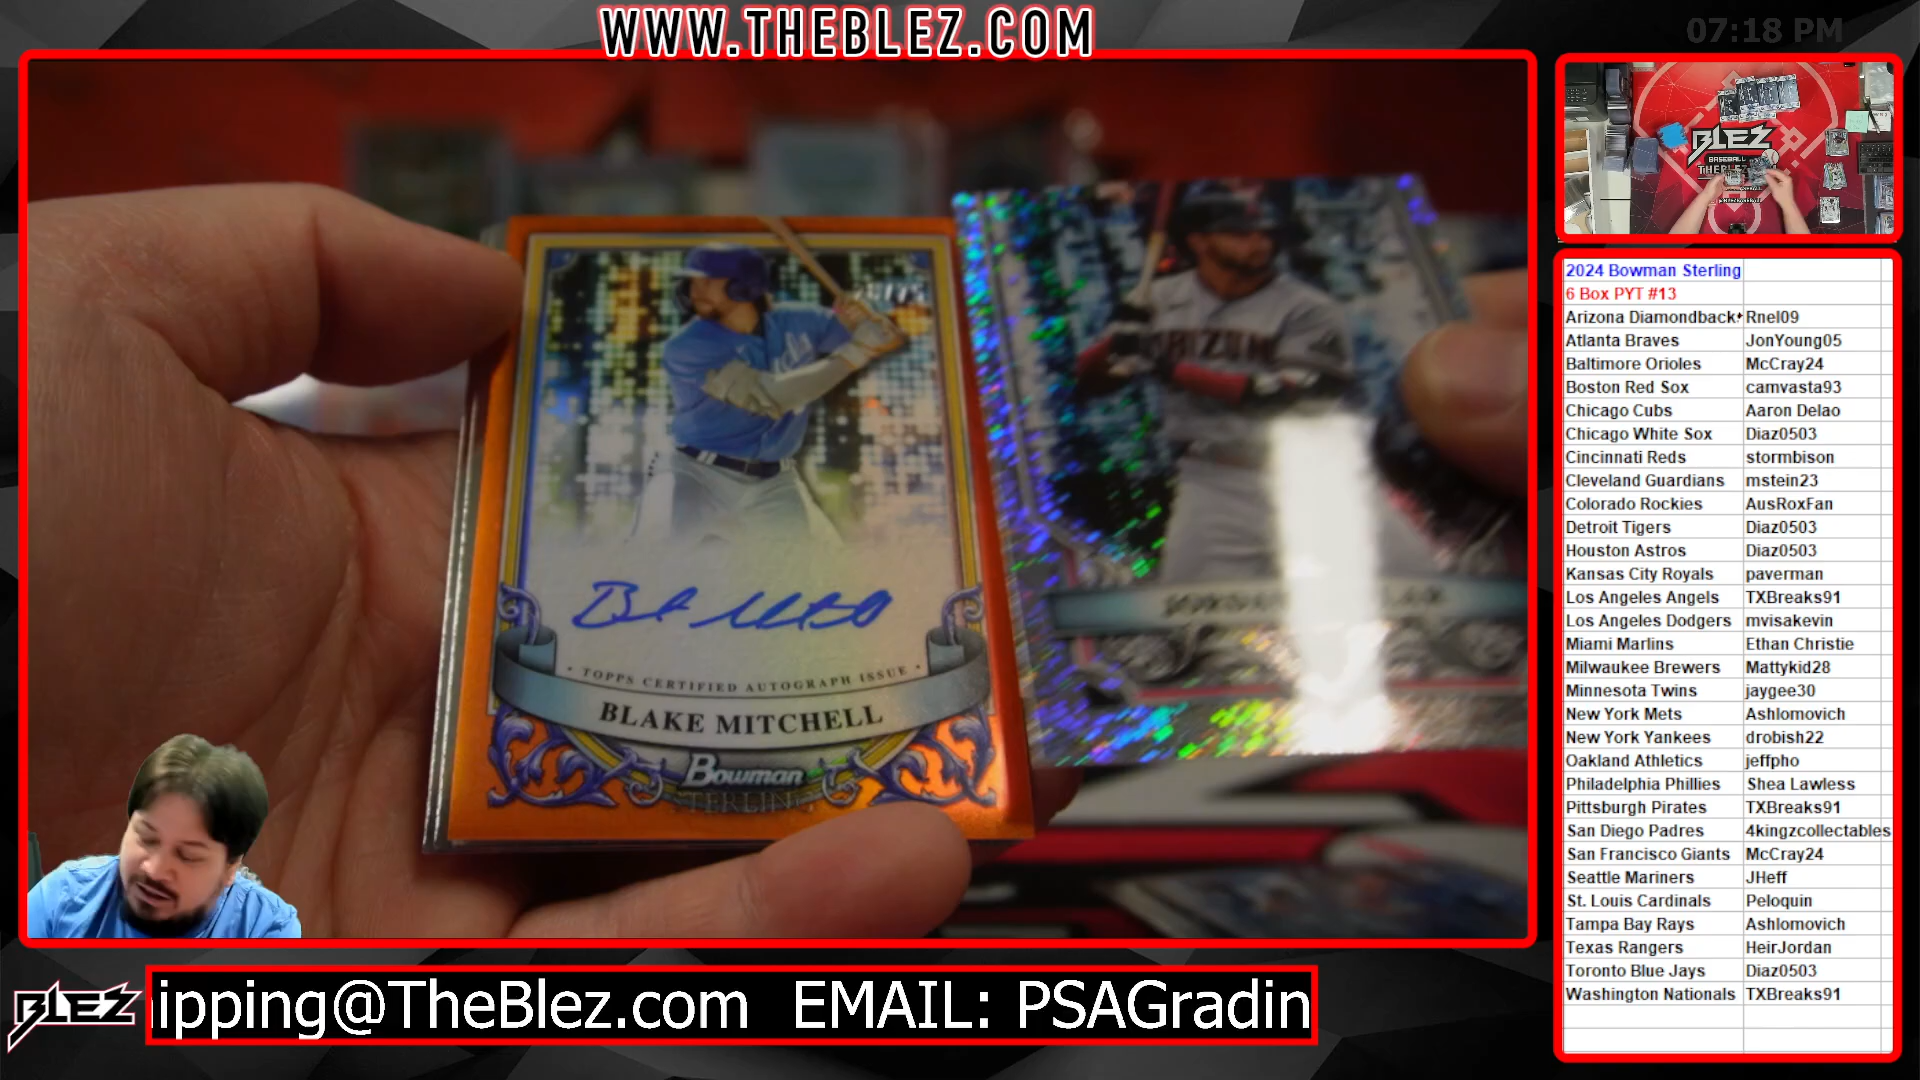 WWW.THEBLEZ.COM
07:18 PM
BLEZ
BASEBALL
Blake Mitchell
TOPPS CERTIFIED AUTOGRAPH ISSUE
BLAKE MITCHELL
Bowman
STERLING
2024 Bowman Sterling
6 Box PYT #13
Arizona Diamondback Rnel09
Atlanta Braves JonYoung05
Baltimore Orioles McCray24
Boston Red Sox camvasta93
Chicago Cubs Aaron Delao
Chicago White Sox Diaz0503
Cincinnati Reds stormbison
Cleveland Guardians mstein23
Colorado Rockies AusRoxFan
Detroit Tigers Diaz0503
Houston Astros Diaz0503
Kansas City Royals paverman
Los Angeles Angels TXBreaks91
Los Angeles Dodgers mvisakevin
Miami Marlins Ethan Christie
Milwaukee Brewers Mattykid28
Minnesota Twins jaygee30
New York Mets Ashlomovich
New York Yankees drobish22
Oakland Athletics jeffpho
Philadelphia Phillies Shea Lawless
Pittsburgh Pirates TXBreaks91
San Diego Padres 4kingzcollectables
San Francisco Giants McCray24
Seattle Mariners JHeff
St. Louis Cardinals Peloquin
Tampa Bay Rays Ashlomovich
Texas Rangers HeirJordan
Toronto Blue Jays Diaz0503
Washington Nationals TXBreaks91
BLEZ
ipping@TheBlez.com EMAIL: PSAGradin